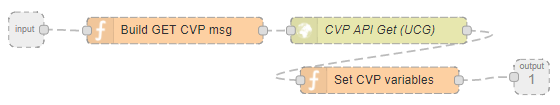 input
Build GET CVP msg
CVP API Get (UCG)
Set CVP variables
output
1